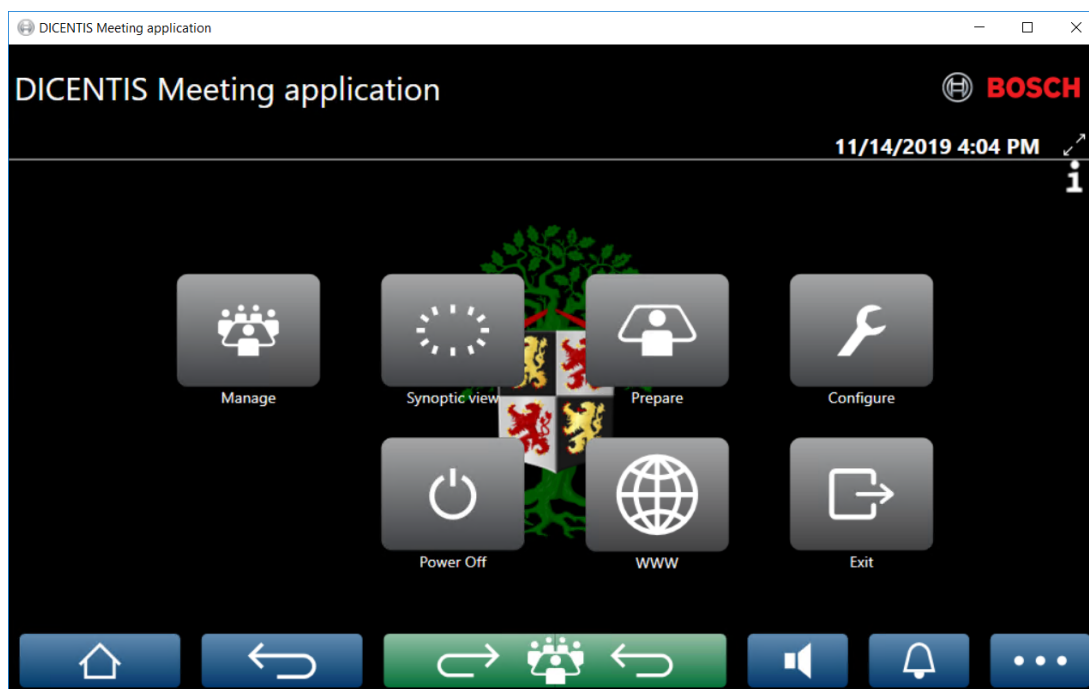 DICENTIS Meeting application
DICENTIS Meeting application
BOSCH
11/14/2019 4:04 PM
i
Manage
Synoptic view
Prepare
Configure
Power Off
WWW
Exit